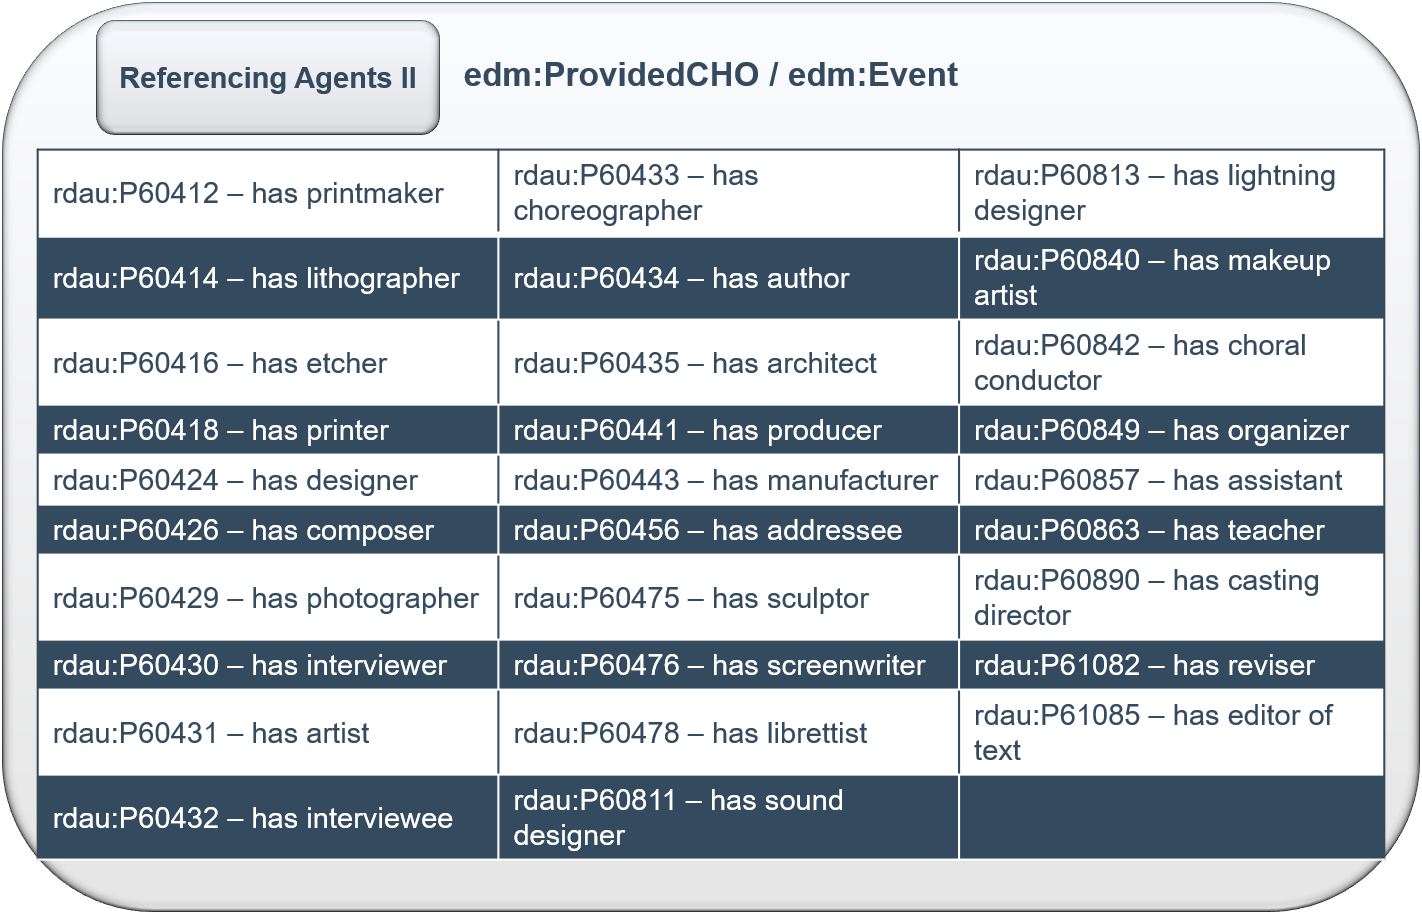 Referencing Agents II
edm:ProvidedCHO / edm:Event
rdau:P60412 – has printmaker
rdau:P60433 – has
choreographer
rdau:P60813 – has lightning
designer
rdau:P60414 – has lithographer
rdau:P60434 – has author
rdau:P60840 – has makeup
artist
rdau:P60416 – has etcher
rdau:P60435 – has architect
rdau:P60842 – has choral
conductor
rdau:P60418 – has printer
rdau:P60441 – has producer
rdau:P60849 – has organizer
rdau:P60424 – has designer
rdau:P60443 – has manufacturer
rdau:P60857 – has assistant
rdau:P60426 – has composer
rdau:P60456 – has addressee
rdau:P60863 – has teacher
rdau:P60429 – has photographer
rdau:P60475 – has sculptor
rdau:P60890 – has casting
director
rdau:P60430 – has interviewer
rdau:P60476 – has screenwriter
rdau:P61082 – has reviser
rdau:P60431 – has artist
rdau:P60478 – has librettist
rdau:P61085 – has editor of
text
rdau:P60432 – has interviewee
rdau:P60811 – has sound
designer